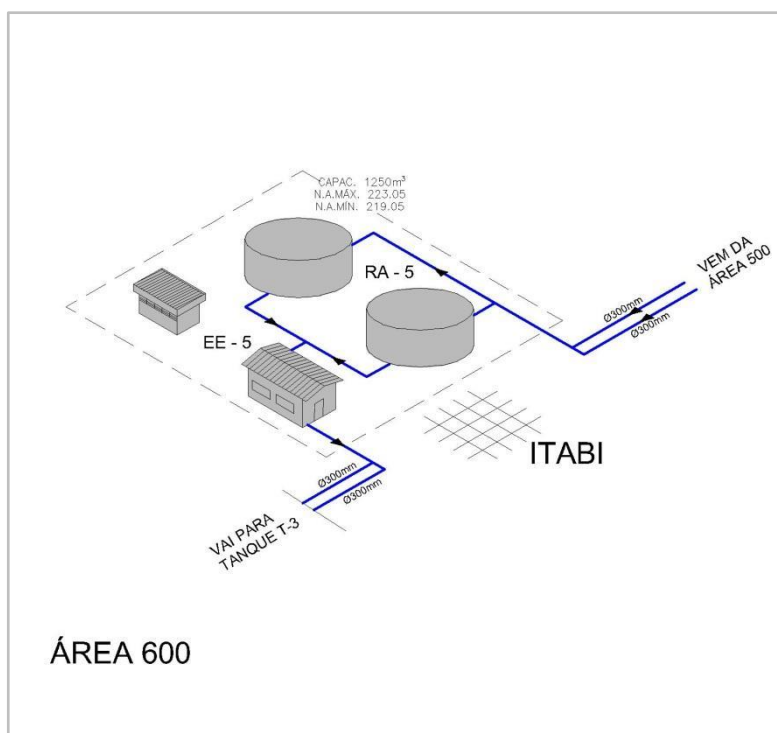 CAPAC. 1250m³
N.A.MÁX. 223.05
N.A.MÍN. 219.05
RA - 5
VEM DA
ÁREA 500
Ø300mm
Ø300mm
EE - 5
ITABI
Ø300mm
Ø300mm
VAI PARA
TANQUE T-3
ÁREA 600